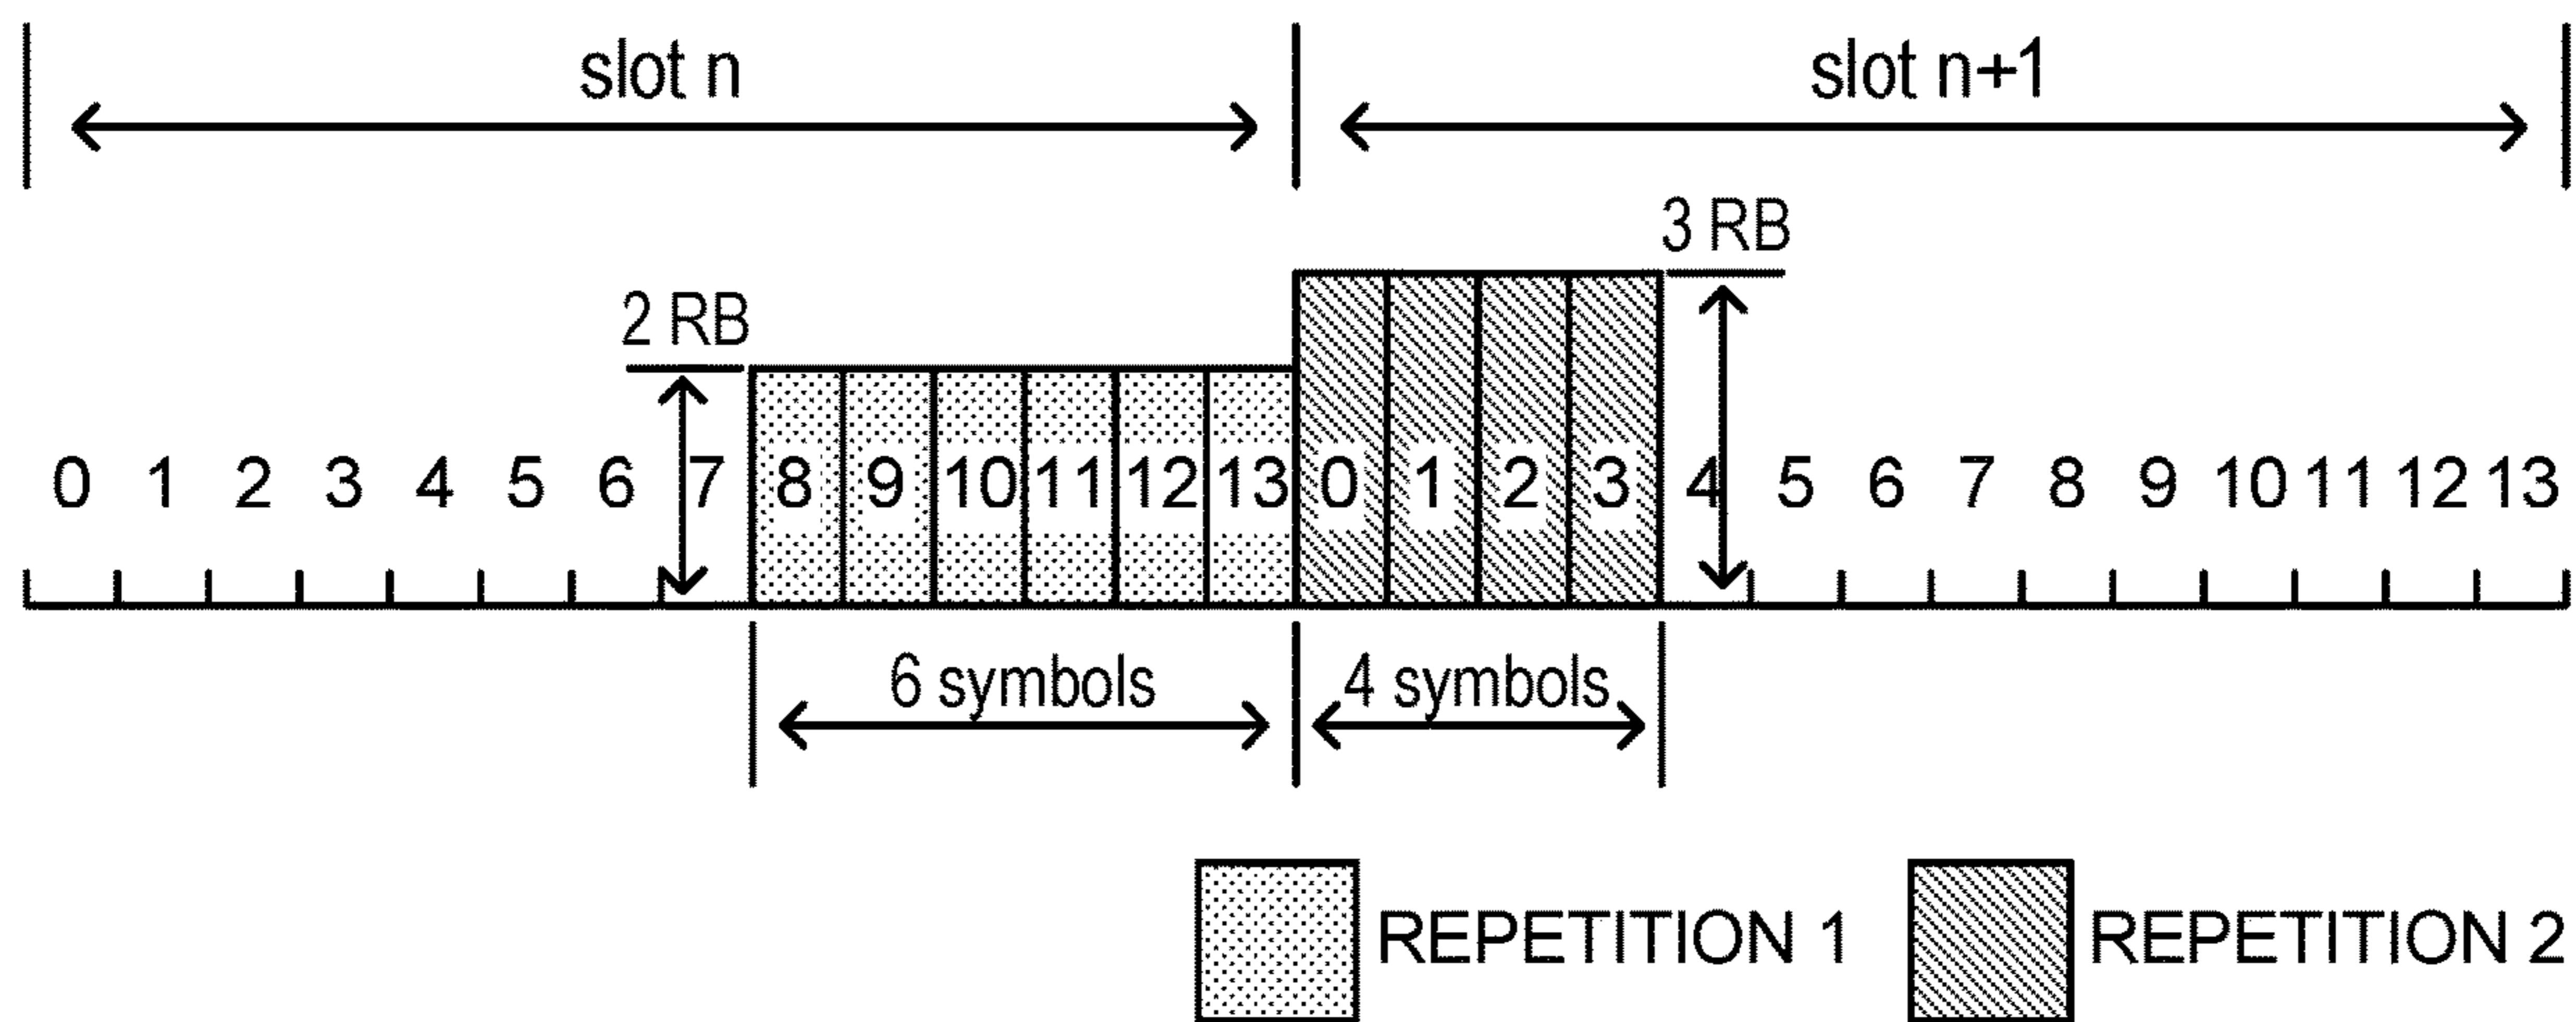 slot n slot n+1
3 RB
2 RB
0 1 2 3 4 5 6 7 8 9 10 11 12 13 0 1 2 3 4 5 6 7 8 9 10 11 12 13
6 symbols 4 symbols
REPETITION 1 REPETITION 2